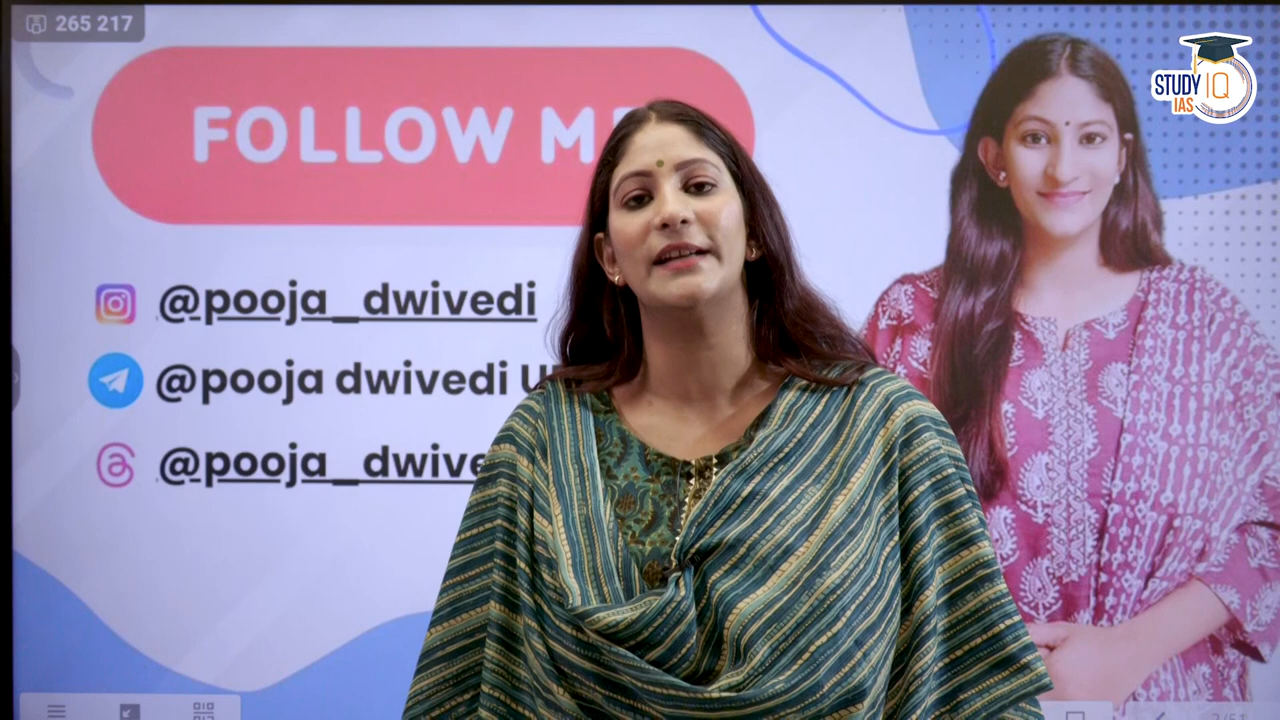 265 217
FOLLOW M
@pooja_dwivedi
@pooja dwivedi U
@pooja_dwive
STUDY IQ
IAS